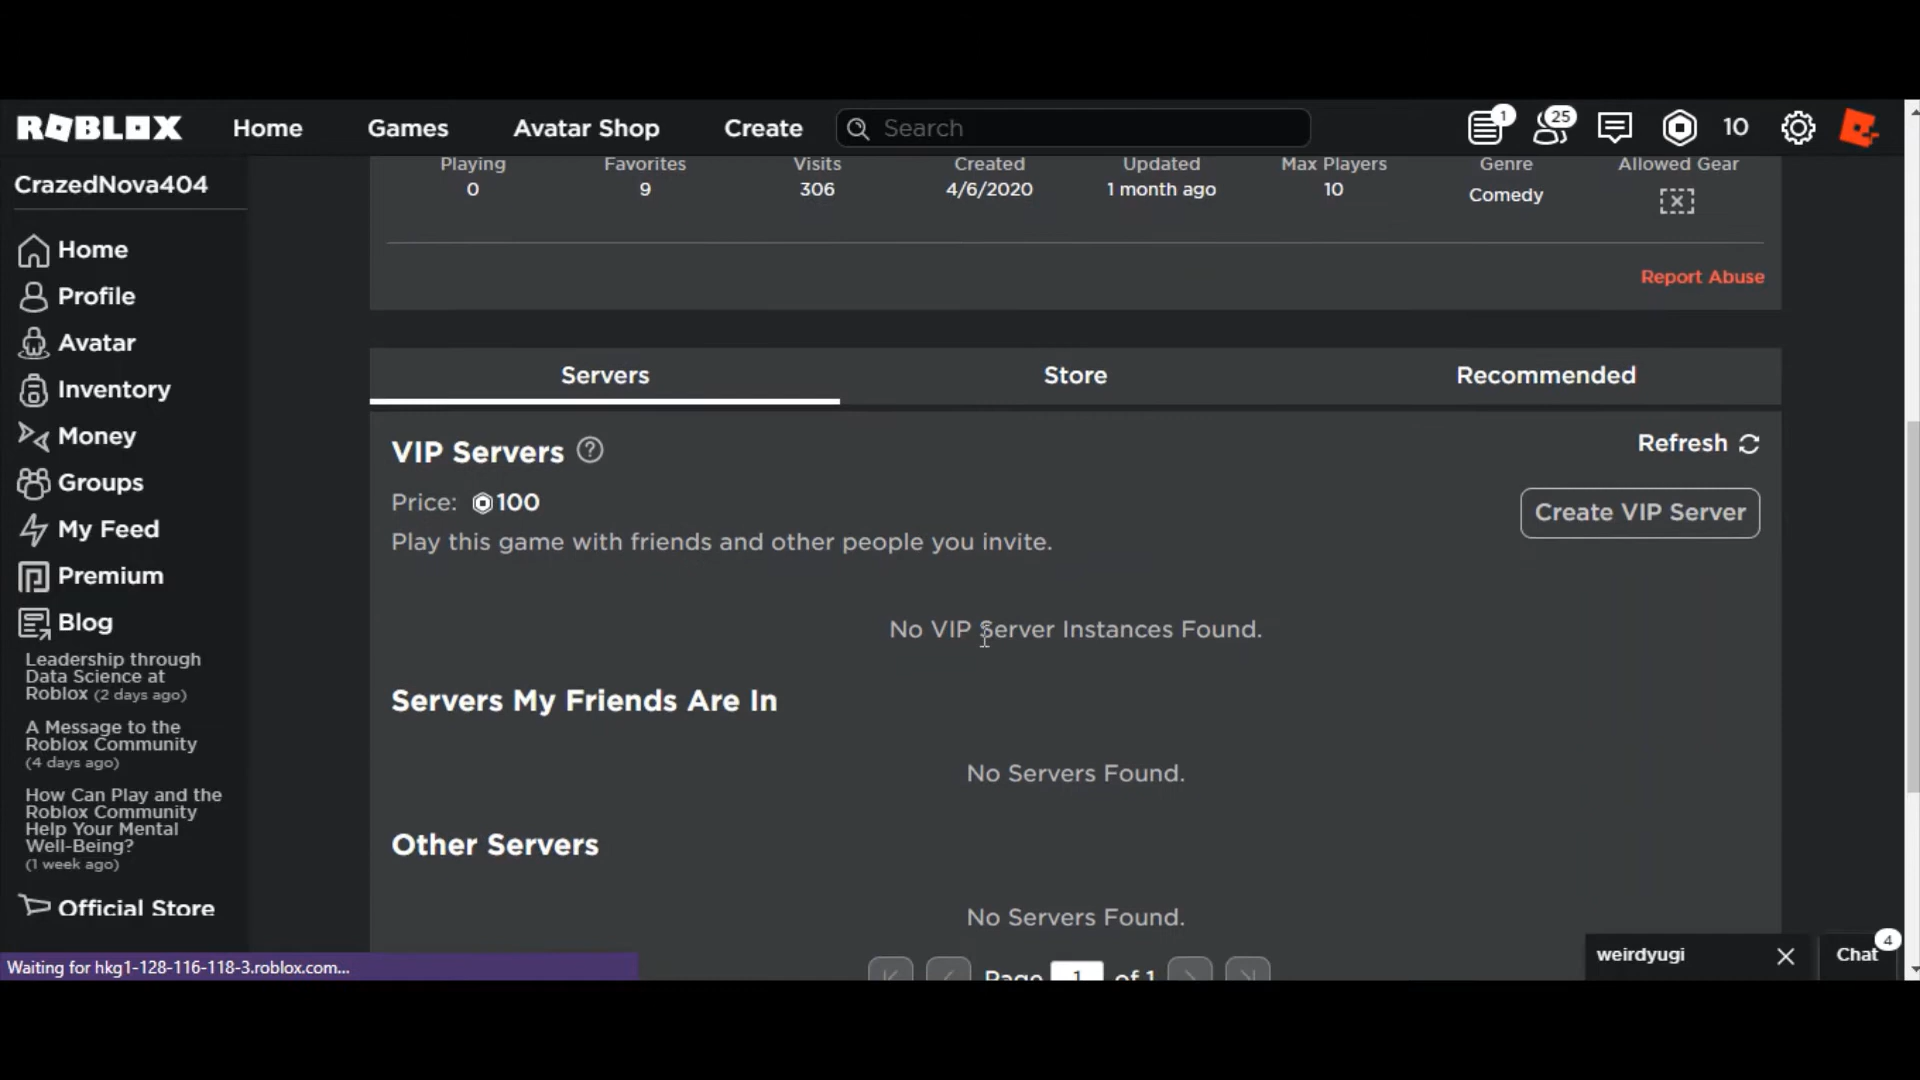 ROBLOX Home Games Avatar Shop Create Search 1 25 10
CrazedNova404
Home
Profile
Avatar
Inventory
Money
Groups
My Feed
Premium
Blog
Leadership through
Data Science at
Roblox (2 days ago)
A Message to the
Roblox Community
(4 days ago)
How Can Play and the
Roblox Community
Help Your Mental
Well-Being?
(1 week ago)
Official Store
Playing Favorites Visits Created Updated Max Players Genre Allowed Gear
0 9 306 4/6/2020 1 month ago 10 Comedy
Report Abuse
Servers Store Recommended
VIP Servers ? Refresh
Price: 100
Create VIP Server
Play this game with friends and other people you invite.
No VIP Server Instances Found.
Servers My Friends Are In
No Servers Found.
Other Servers
No Servers Found.
Page 1 of 1
weirdyugi Chat 4
Waiting for hkg1-128-116-118-3.roblox.com...